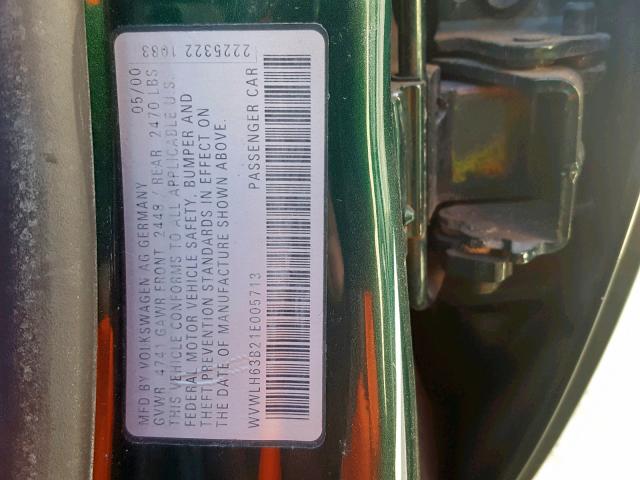 MFD BY VOLKSWAGEN AG GERMANY 05/00
GVWR 4741 GAWR FRONT 2449 / REAR 2470 LBS
THIS VEHICLE CONFORMS TO ALL APPLICABLE U.S.
FEDERAL MOTOR VEHICLE SAFETY, BUMPER AND
THEFT PREVENTION STANDARDS IN EFFECT ON
THE DATE OF MANUFACTURE SHOWN ABOVE.
2225322 1083
WVWLH63B21E005713 PASSENGER CAR